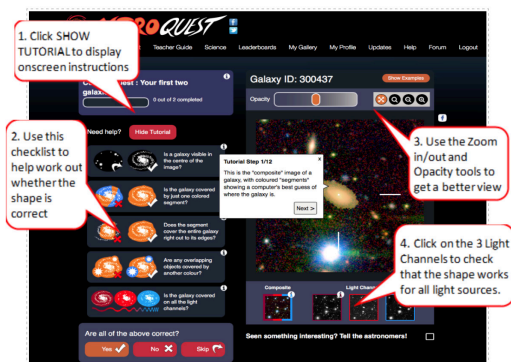 QUEST
1. Click SHOW
TUTORIAL to display
onscreen instructions
Teacher Guide Science Leaderboards My Gallery My Profile Updates Help Forum Logout
est : Your first two
galax
0 out of 2 completed
Need help? Hide Tutorial
2. Use this
checklist to
help work out
whether the
shape is
correct
Is a galaxy visible in
the centre of the
image?
Is the galaxy covered
by just one colored
segment?
Does the segment
cover the entire galaxy
right out to its edges?
Are any overlapping
objects covered by
another colour?
Is the galaxy covered
on all the light
channels?
Are all of the above correct?
Yes No Skip
Galaxy ID: 300437 Show Examples
Opacity
Tutorial Step 1/12 x
This is the "composite" image of a
galaxy, with coloured "segments"
showing a computer's best guess of
where the galaxy is.
Next >
3. Use the Zoom
in/out and
Opacity tools to
get a better view
4. Click on the 3 Light
Channels to check
that the shape works
for all light sources.
Composite Light Chann
Seen something interesting? Tell the astronomers!